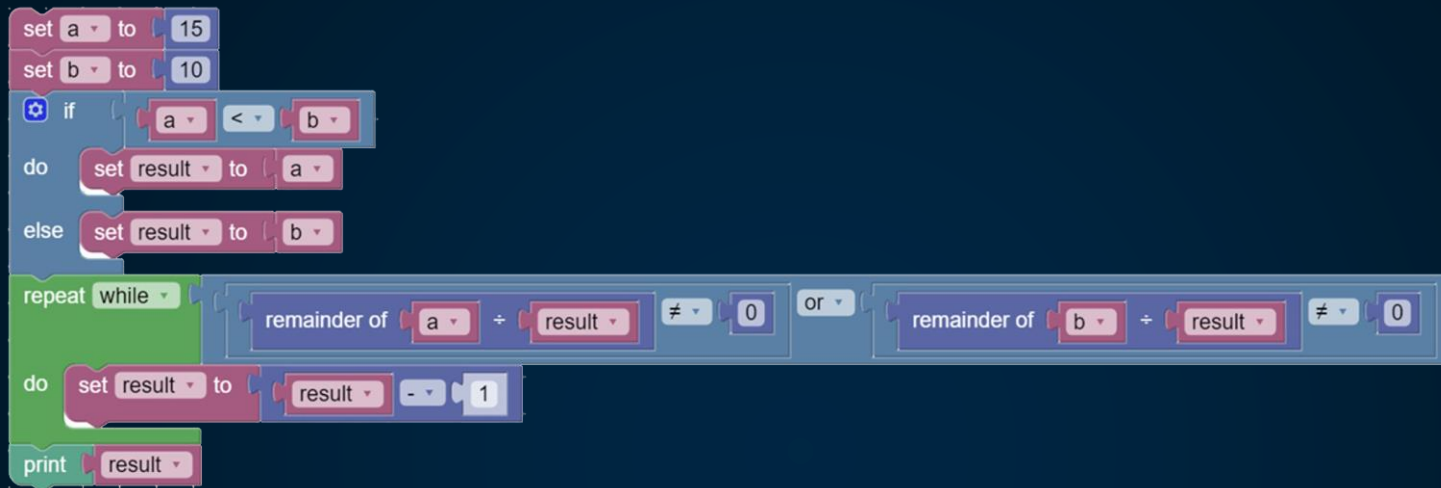 set a to 15
set b to 10
if a < b
do set result to a
else set result to b
repeat while remainder of a ÷ result ≠ 0 or remainder of b ÷ result ≠ 0
do set result to result - 1
print result